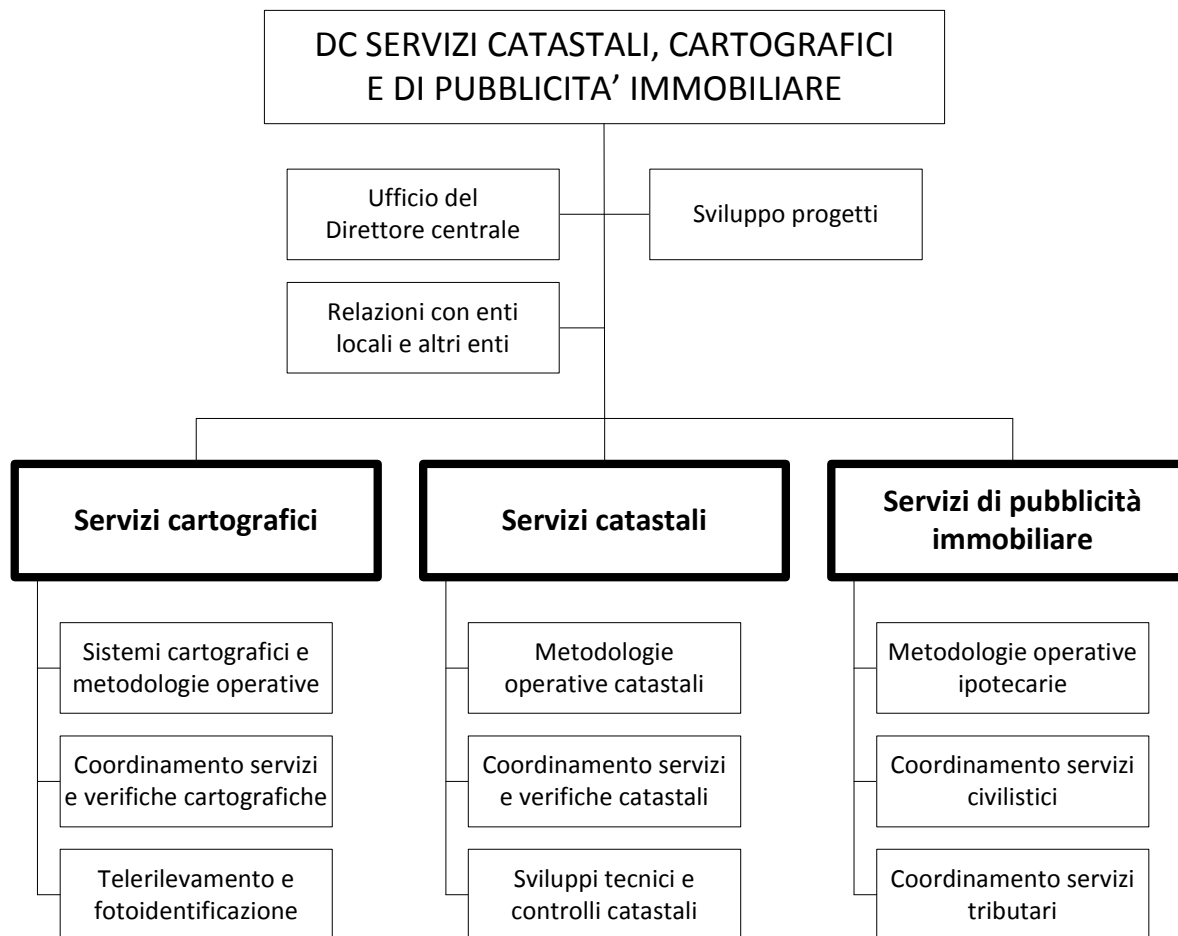 DC SERVIZI CATASTALI, CARTOGRAFICI
E DI PUBBLICITA’ IMMOBILIARE
Ufficio del
Direttore centrale
Sviluppo progetti
Relazioni con enti
locali e altri enti
Servizi cartografici
Servizi catastali
Servizi di pubblicità
immobiliare
Sistemi cartografici e
metodologie operative
Metodologie
operative catastali
Metodologie operative
ipotecarie
Coordinamento servizi
e verifiche cartografiche
Coordinamento servizi
e verifiche catastali
Coordinamento servizi
civilistici
Telerilevamento e
fotoidentificazione
Sviluppi tecnici e
controlli catastali
Coordinamento servizi
tributari